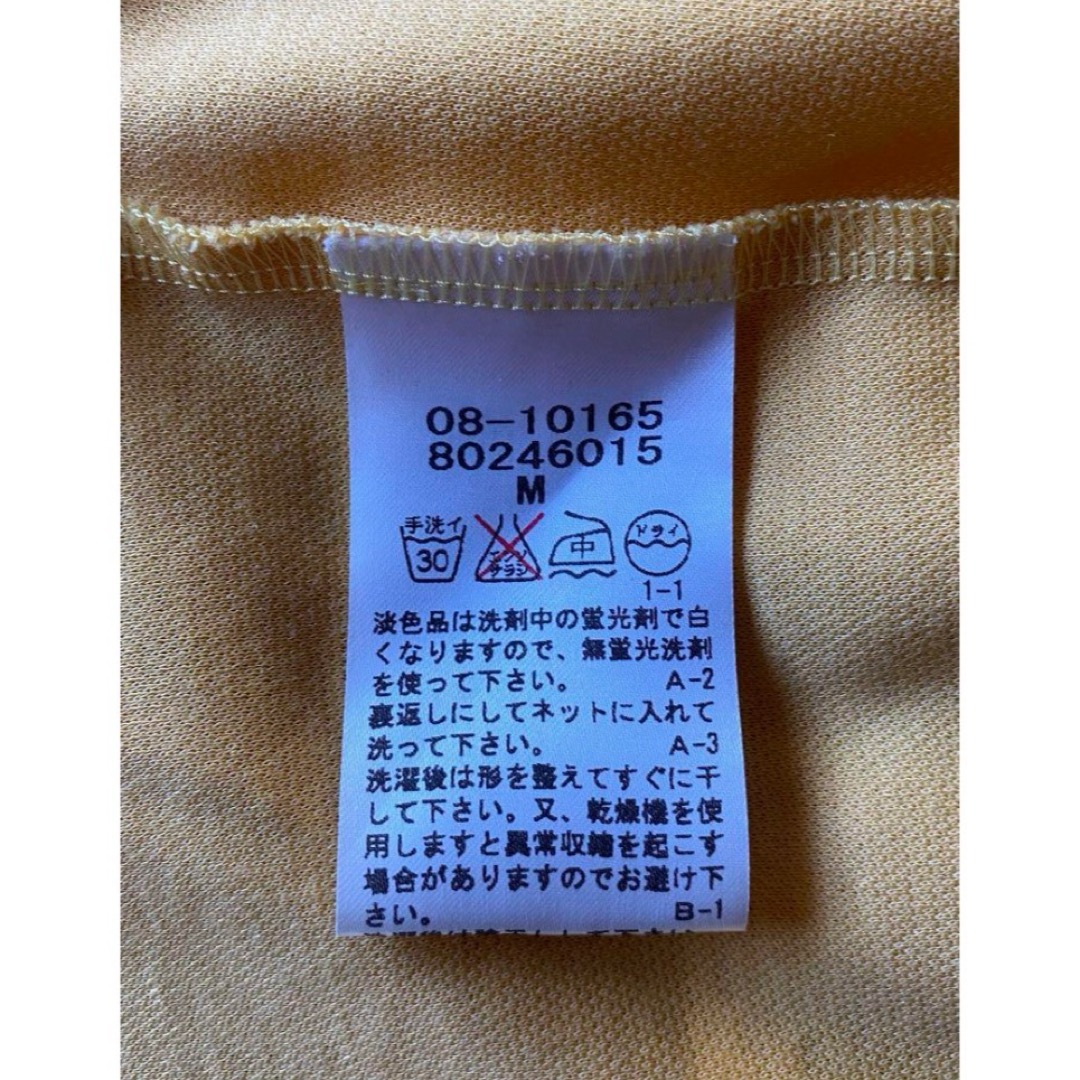 08-10165
80246015
M
手洗イ
30
エンソ
サラシ
中
ドライ
1-1
淡色品は洗剤中の蛍光剤で白
くなりますので、無蛍光洗剤
を使って下さい。 A-2
裏返しにしてネットに入れて
洗って下さい。 A-3
洗濯後は形を整えてすぐに干
して下さい。又、乾燥機を使
用しますと異常収縮を起こす
場合がありますのでお避け下
さい。 B-1